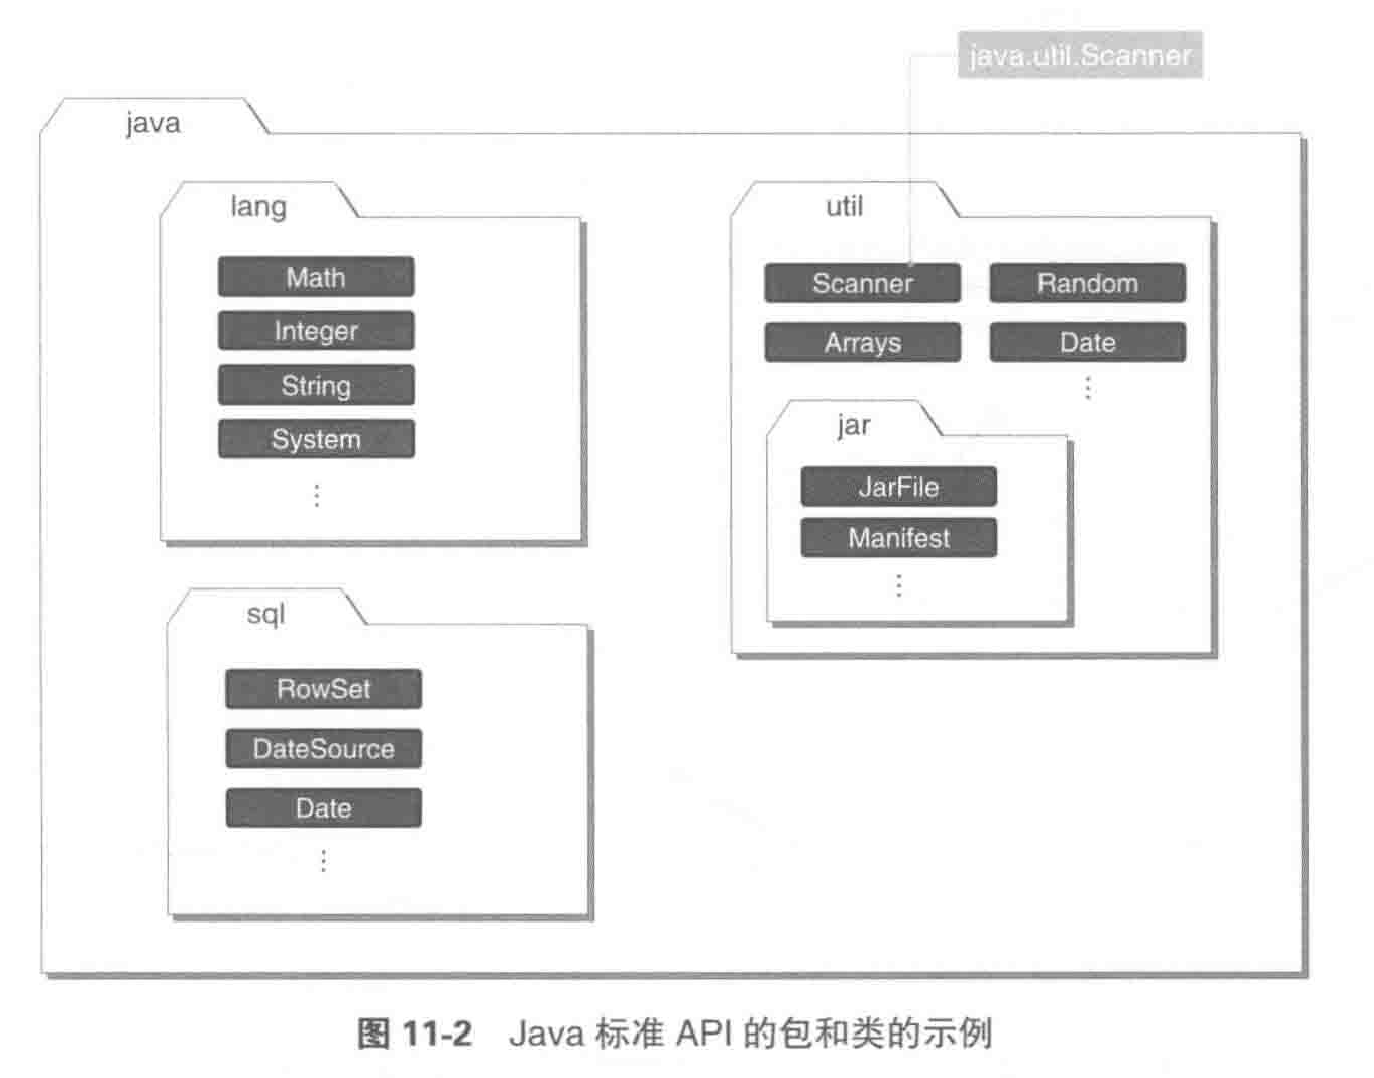 java.util.Scanner
java
lang
Math
Integer
String
System
⋮
util
Scanner
Random
Arrays
Date
⋮
jar
JarFile
Manifest
⋮
sql
RowSet
DateSource
Date
⋮
图 11-2 Java 标准 API 的包和类的示例